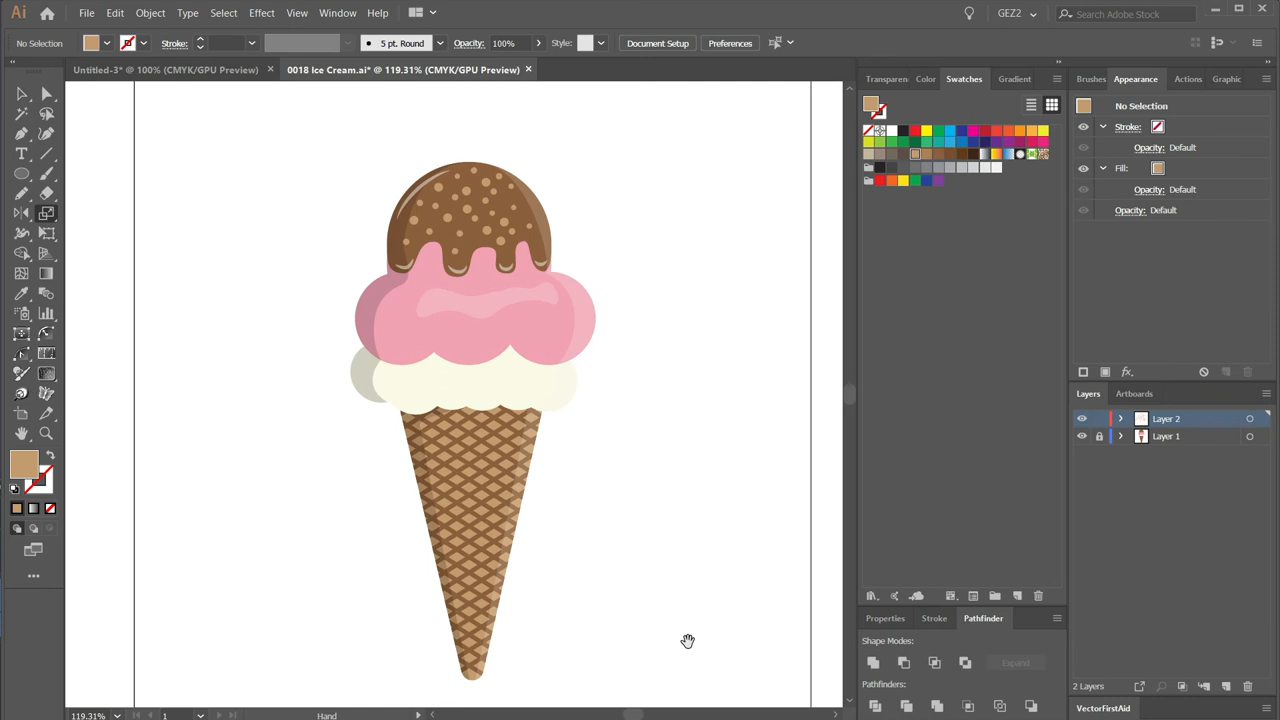 Ai File Edit Object Type Select Effect View Window Help GEZ2 Search Adobe Stock
No Selection Stroke: 5 pt. Round Opacity: 100% Style: Document Setup Preferences
Untitled-3* @ 100% (CMYK/GPU Preview) × 0018 Ice Cream.ai* @ 119.31% (CMYK/GPU Preview) ×
Transparen Color Swatches Gradient
Brushes Appearance Actions Graphic
No Selection
Stroke:
Opacity: Default
Fill:
Opacity: Default
Opacity: Default
fx
Layers Artboards
Layer 2
Layer 1
2 Layers
Properties Stroke Pathfinder
Shape Modes:
Expand
Pathfinders:
VectorFirstAid
119.31% 1 Hand